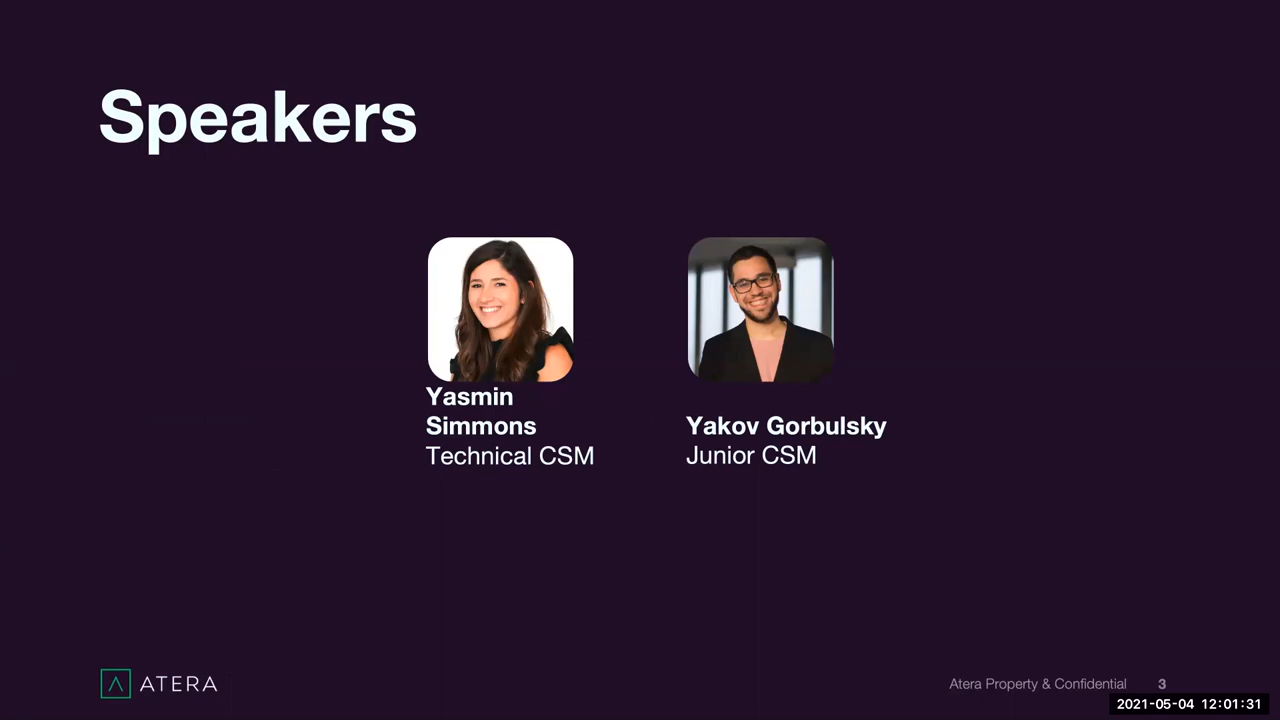 Speakers
Yasmin
Simmons
Technical CSM
Yakov Gorbulsky
Junior CSM
ATERA
Atera Property & Confidential 3
2021-05-04 12:01:31